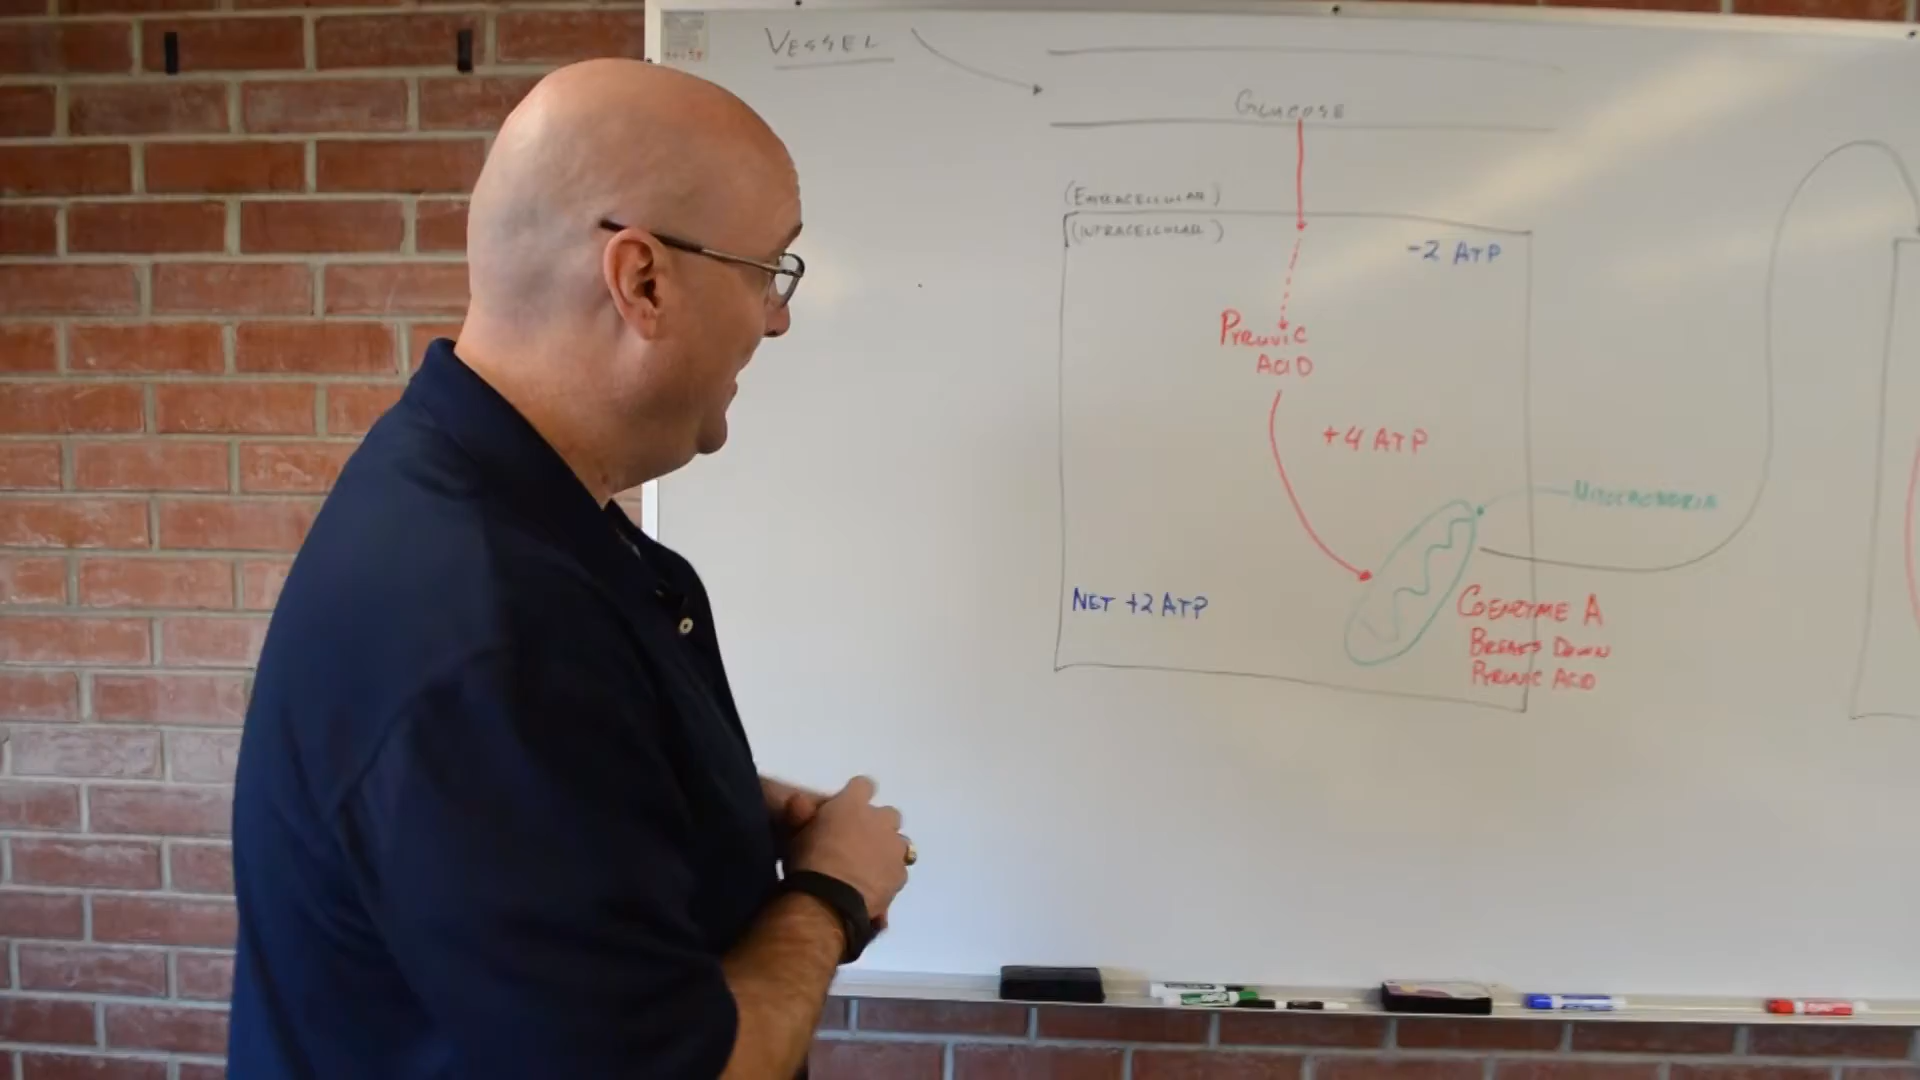 VESSEL
GLUCOSE
(EXTRACELLULAR)
(INTRACELLULAR)
-2 ATP
PYRUVIC
ACID
+4 ATP
MITOCHONDRIA
NET +2 ATP
COENZYME A
BREAKS DOWN
PYRUVIC ACID